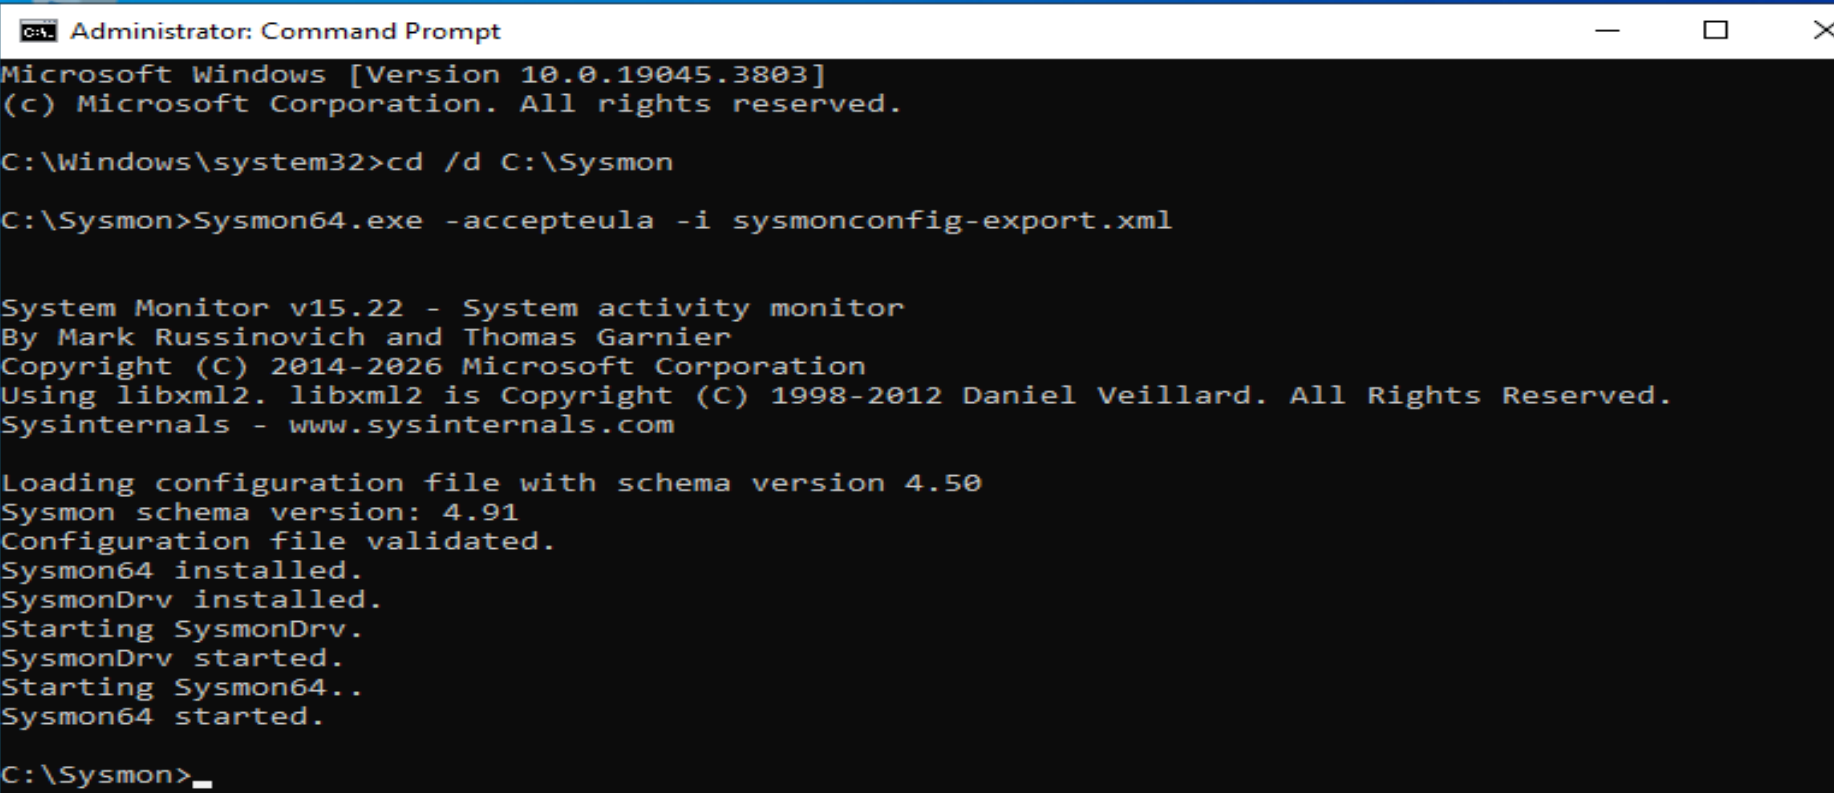 Administrator: Command Prompt
Microsoft Windows [Version 10.0.19045.3803]
(c) Microsoft Corporation. All rights reserved.
C:\Windows\system32>cd /d C:\Sysmon
C:\Sysmon>Sysmon64.exe -accepteula -i sysmonconfig-export.xml
System Monitor v15.22 - System activity monitor
By Mark Russinovich and Thomas Garnier
Copyright (C) 2014-2026 Microsoft Corporation
Using libxml2. libxml2 is Copyright (C) 1998-2012 Daniel Veillard. All Rights Reserved.
Sysinternals - www.sysinternals.com
Loading configuration file with schema version 4.50
Sysmon schema version: 4.91
Configuration file validated.
Sysmon64 installed.
SysmonDrv installed.
Starting SysmonDrv.
SysmonDrv started.
Starting Sysmon64..
Sysmon64 started.
C:\Sysmon>